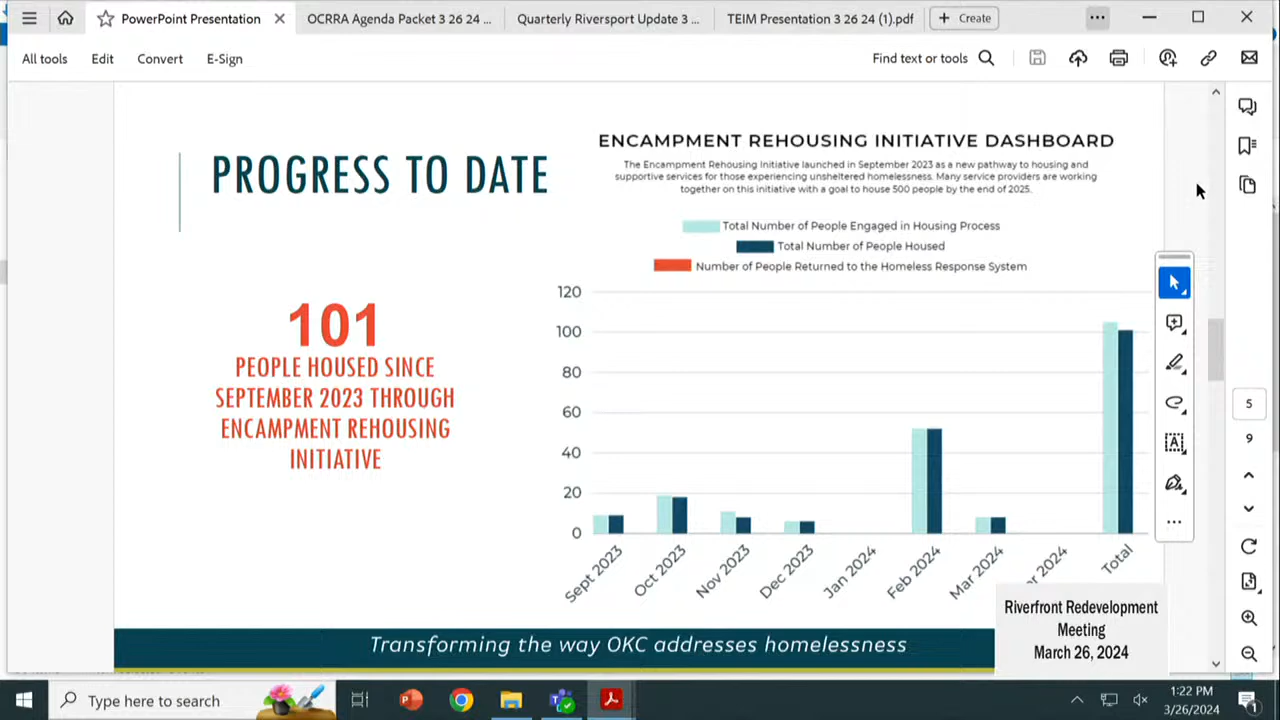 PowerPoint Presentation
OCRRA Agenda Packet 3 26 24 ...
Quarterly Riversport Update 3 ...
TEIM Presentation 3 26 24 (1).pdf
Create
All tools
Edit
Convert
E-Sign
Find text or tools
PROGRESS TO DATE
101
PEOPLE HOUSED SINCE
SEPTEMBER 2023 THROUGH
ENCAMPMENT REHOUSING
INITIATIVE
ENCAMPMENT REHOUSING INITIATIVE DASHBOARD
The Encampment Rehousing Initiative launched in September 2023 as a new pathway to housing and
supportive services for those experiencing unsheltered homelessness. Many service providers are working
together on this initiative with a goal to house 500 people by the end of 2025.
Total Number of People Engaged in Housing Process
Total Number of People Housed
Number of People Returned to the Homeless Response System
120
100
80
60
40
20
0
Sept 2023
Oct 2023
Nov 2023
Dec 2023
Jan 2024
Feb 2024
Mar 2024
r 2024
Total
5
9
Transforming the way OKC addresses homelessness
Riverfront Redevelopment
Meeting
March 26, 2024
Type here to search
1:22 PM
3/26/2024
1